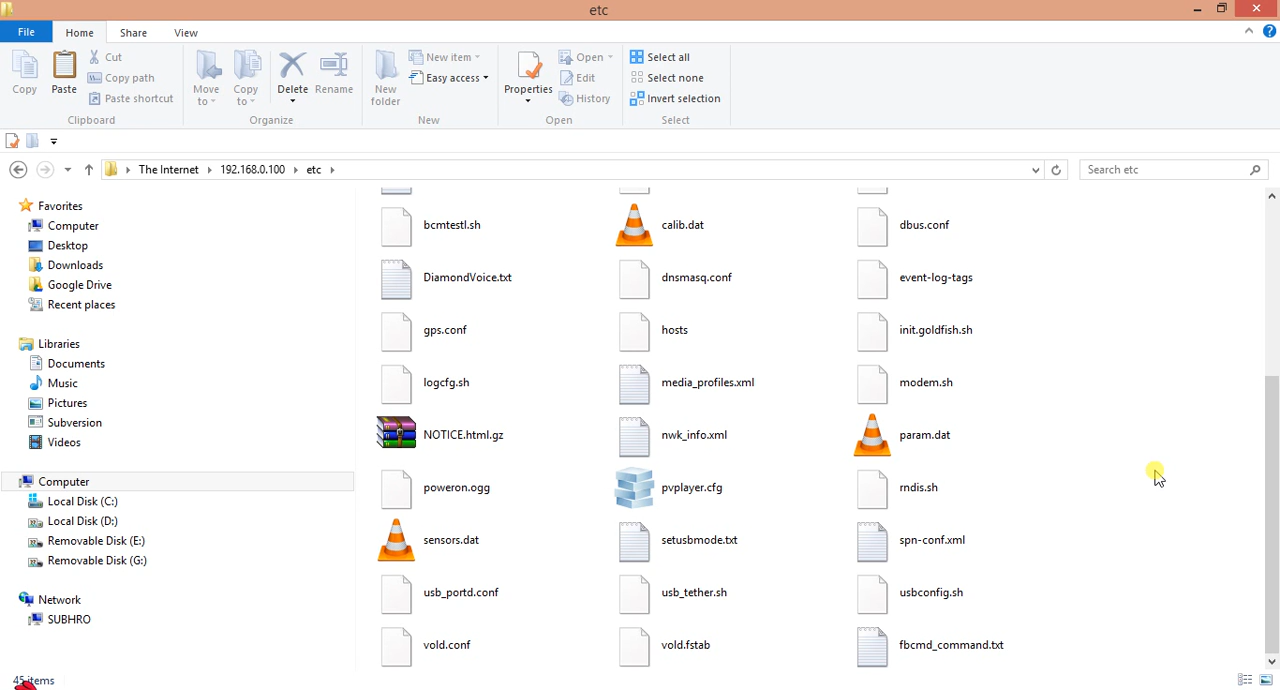 etc
File Home Share View
Copy
Paste
Cut
Copy path
Paste shortcut
Clipboard
Move to
Copy to
Delete
Rename
Organize
New folder
New item
Easy access
New
Properties
Open
Edit
History
Open
Select all
Select none
Invert selection
Select
The Internet 192.168.0.100 etc
Search etc
Favorites
Computer
Desktop
Downloads
Google Drive
Recent places
Libraries
Documents
Music
Pictures
Subversion
Videos
Computer
Local Disk (C:)
Local Disk (D:)
Removable Disk (E:)
Removable Disk (G:)
Network
SUBHRO
bcmtestl.sh calib.dat dbus.conf
DiamondVoice.txt dnsmasq.conf event-log-tags
gps.conf hosts init.goldfish.sh
logcfg.sh media_profiles.xml modem.sh
NOTICE.html.gz nwk_info.xml param.dat
poweron.ogg pvplayer.cfg rndis.sh
sensors.dat setusbmode.txt spn-conf.xml
usb_portd.conf usb_tether.sh usbconfig.sh
vold.conf vold.fstab fbcmd_command.txt
45 items